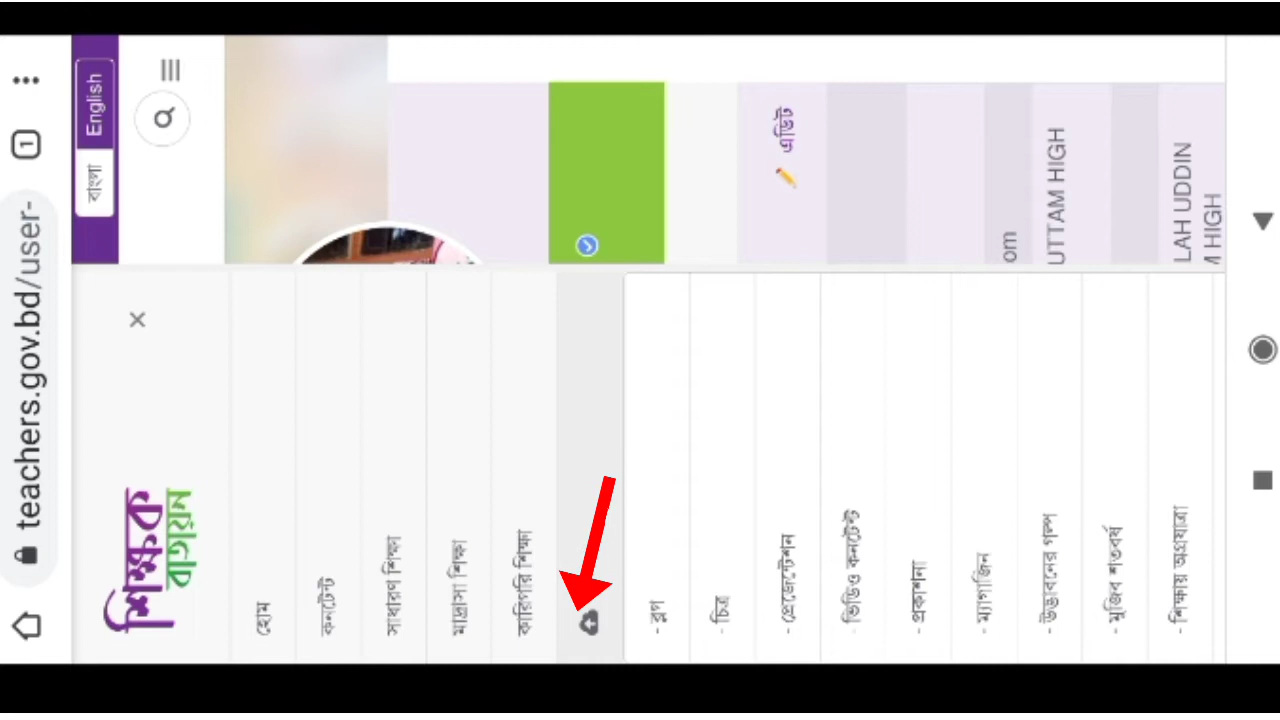 teachers.gov.bd/user-
1
বাংলা English
শিক্ষক
বাতায়ন
×
হোম
কনটেন্ট
সাধারণ শিক্ষা
মাদ্রাসা শিক্ষা
কারিগরি শিক্ষা
- ব্লগ
- চিত্র
- প্রেজেন্টেশন
- ভিডিও কনটেন্ট
- প্রকাশনা
- ম্যাগাজিন
- উদ্ভাবনের গল্প
- মুজিব শতবর্ষ
- শিক্ষায় অগ্রযাত্রা
এডিট
om
UTTAM HIGH
LAH UDDIN
M HIGH